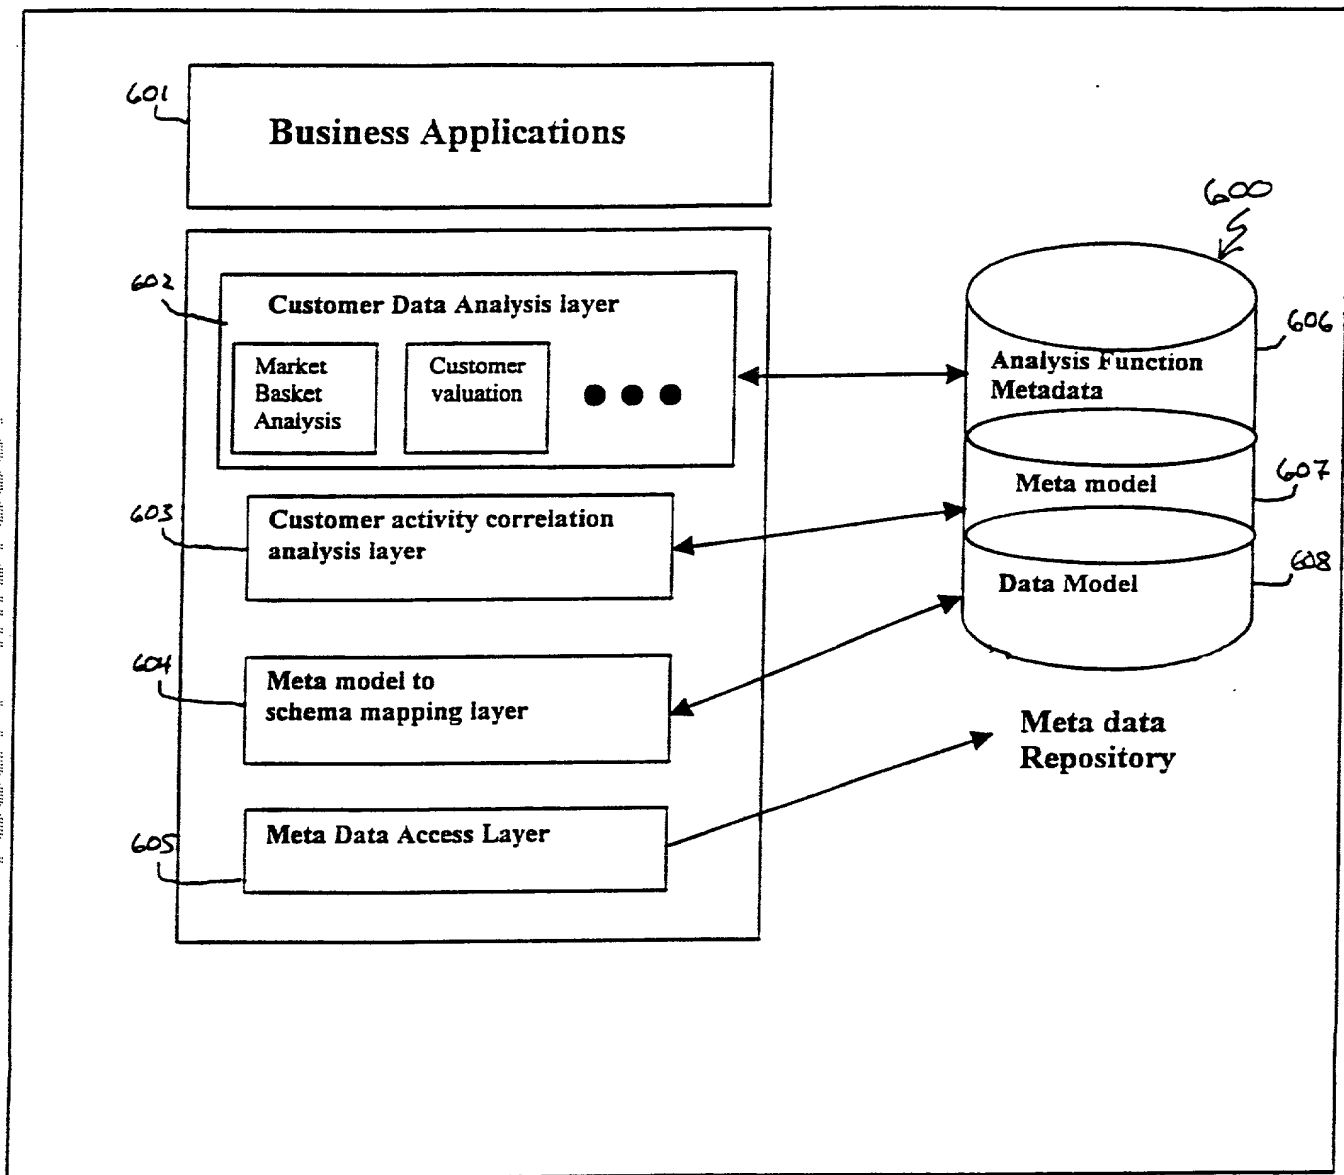 601
Business Applications
600
602
Customer Data Analysis layer
Market
Basket
Analysis
Customer
valuation
606
Analysis Function
Metadata
607
Meta model
603
Customer activity correlation
analysis layer
608
Data Model
604
Meta model to
schema mapping layer
Meta data
Repository
605
Meta Data Access Layer